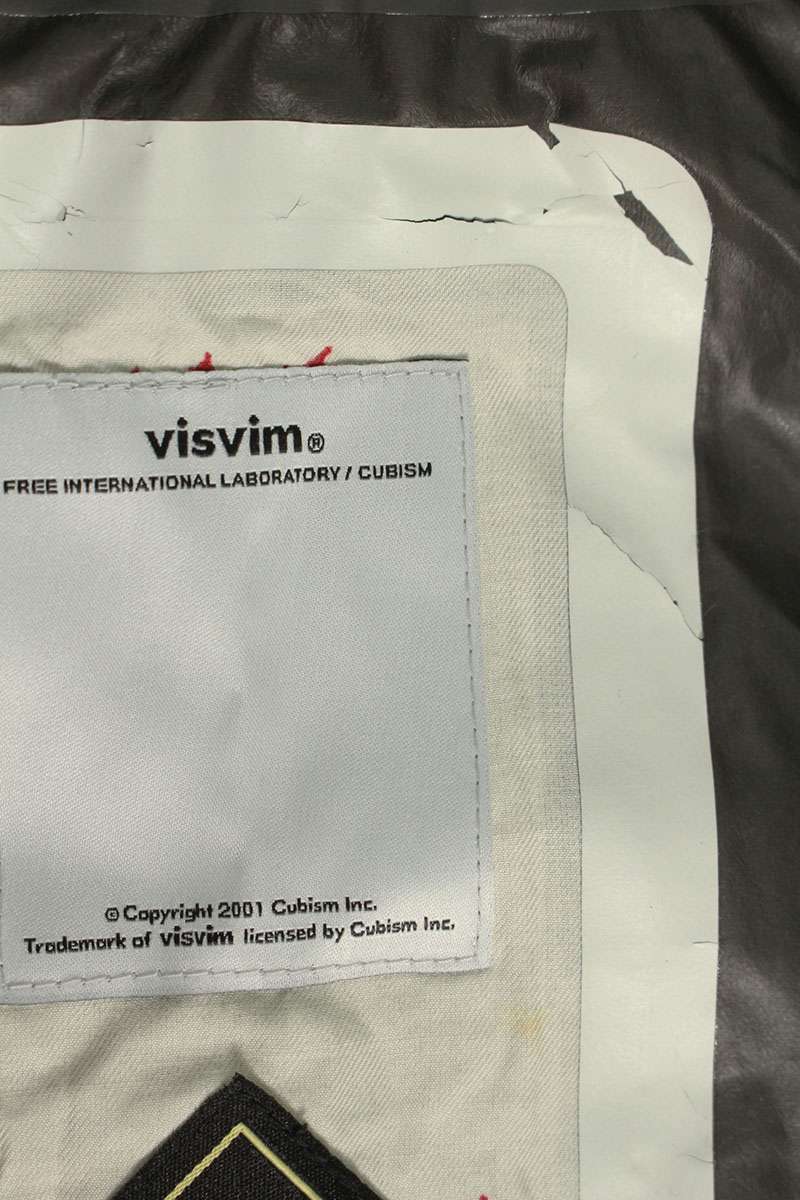 visvim®
FREE INTERNATIONAL LABORATORY / CUBISM
© Copyright 2001 Cubism Inc.
Trademark of visvim licensed by Cubism Inc,